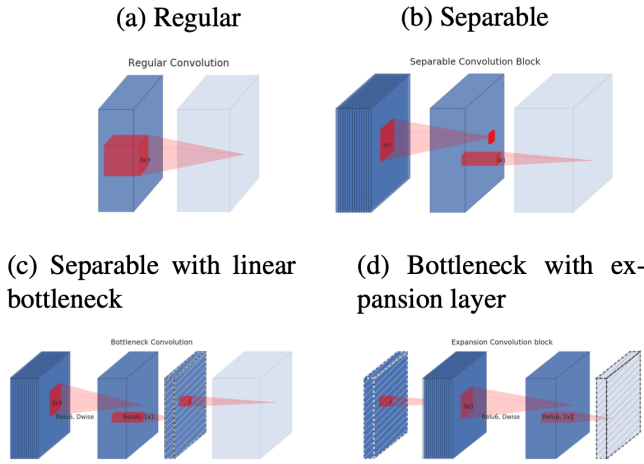 (a) Regular
(b) Separable
Regular Convolution
Separable Convolution Block
3x3
3x3
1x1
(c) Separable with linear
bottleneck
(d) Bottleneck with ex-
pansion layer
Bottleneck Convolution
Expansion Convolution block
3x3
Relu6, Dwise
Relu6, 1x1
3x3
Relu6, Dwise
Relu6, 1x1